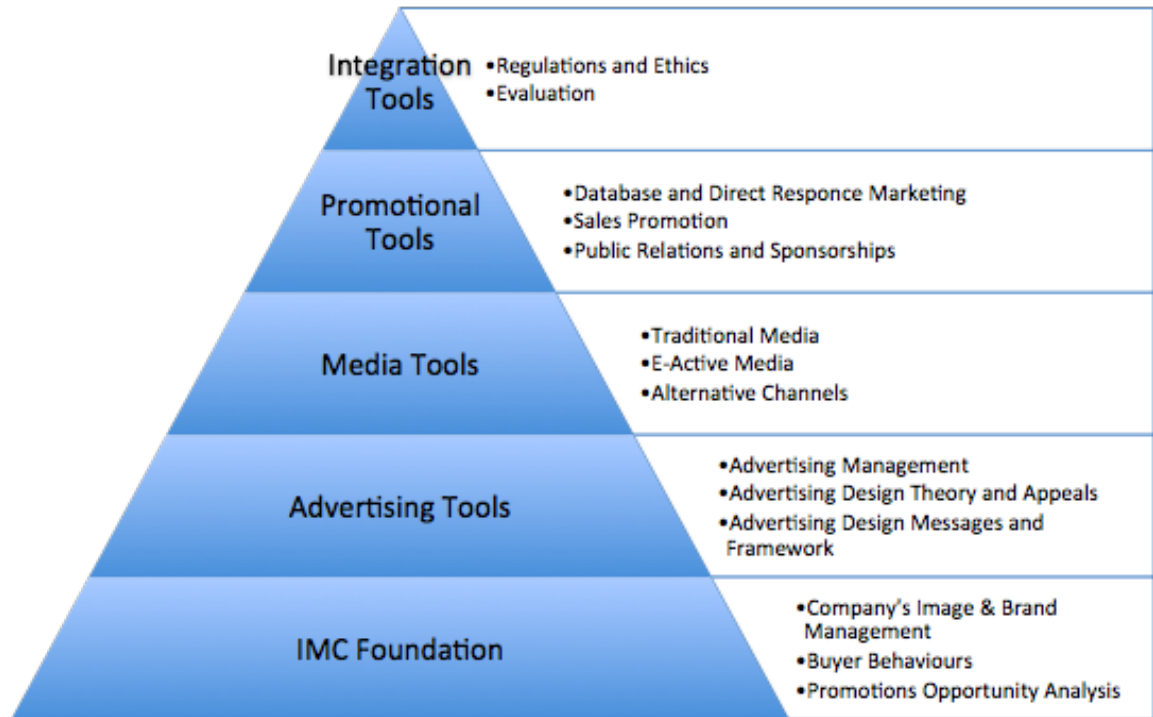 Integration
Tools
•Regulations and Ethics
•Evaluation
Promotional
Tools
•Database and Direct Responce Marketing
•Sales Promotion
•Public Relations and Sponsorships
Media Tools
•Traditional Media
•E-Active Media
•Alternative Channels
Advertising Tools
•Advertising Management
•Advertising Design Theory and Appeals
•Advertising Design Messages and
Framework
IMC Foundation
•Company's Image & Brand
Management
•Buyer Behaviours
•Promotions Opportunity Analysis